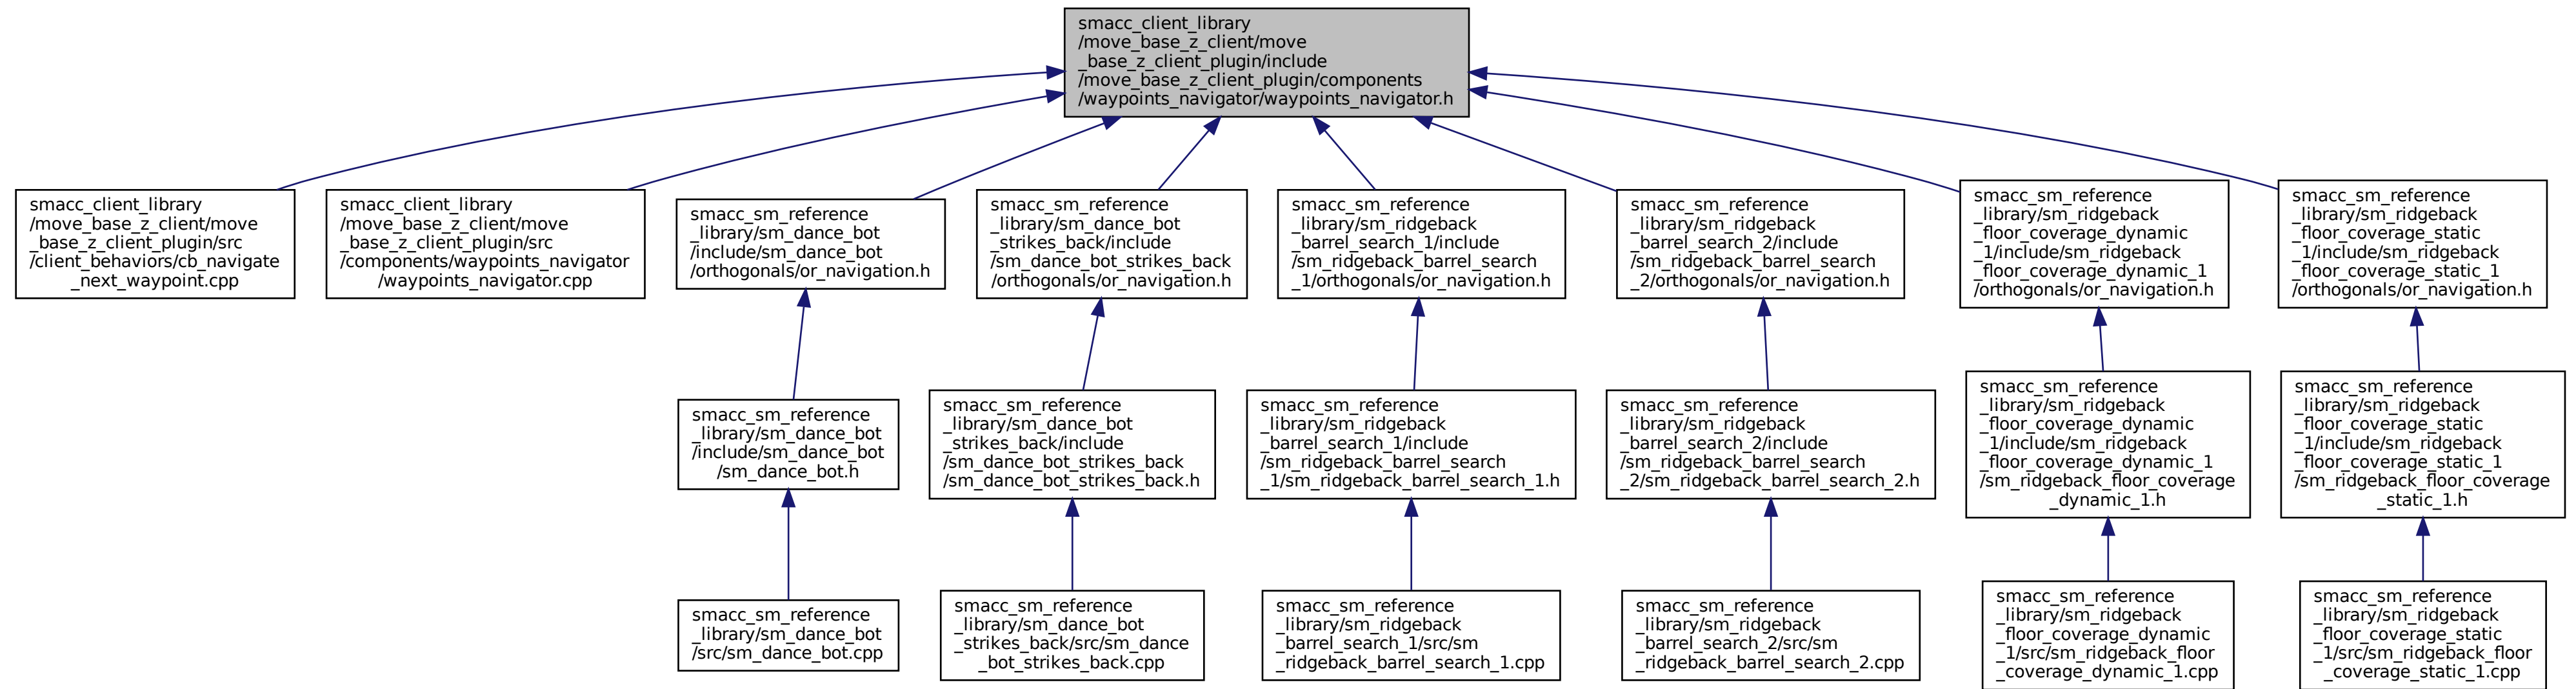 smacc_client_library
/move_base_z_client/move
_base_z_client_plugin/include
/move_base_z_client_plugin/components
/waypoints_navigator/waypoints_navigator.h
smacc_client_library
/move_base_z_client/move
_base_z_client_plugin/src
/client_behaviors/cb_navigate
_next_waypoint.cpp
smacc_client_library
/move_base_z_client/move
_base_z_client_plugin/src
/components/waypoints_navigator
/waypoints_navigator.cpp
smacc_sm_reference
_library/sm_dance_bot
/include/sm_dance_bot
/orthogonals/or_navigation.h
smacc_sm_reference
_library/sm_dance_bot
_strikes_back/include
/sm_dance_bot_strikes_back
/orthogonals/or_navigation.h
smacc_sm_reference
_library/sm_ridgeback
_barrel_search_1/include
/sm_ridgeback_barrel_search
_1/orthogonals/or_navigation.h
smacc_sm_reference
_library/sm_ridgeback
_barrel_search_2/include
/sm_ridgeback_barrel_search
_2/orthogonals/or_navigation.h
smacc_sm_reference
_library/sm_ridgeback
_floor_coverage_dynamic
_1/include/sm_ridgeback
_floor_coverage_dynamic_1
/orthogonals/or_navigation.h
smacc_sm_reference
_library/sm_ridgeback
_floor_coverage_static
_1/include/sm_ridgeback
_floor_coverage_static_1
/orthogonals/or_navigation.h
smacc_sm_reference
_library/sm_dance_bot
/include/sm_dance_bot
/sm_dance_bot.h
smacc_sm_reference
_library/sm_dance_bot
_strikes_back/include
/sm_dance_bot_strikes_back
/sm_dance_bot_strikes_back.h
smacc_sm_reference
_library/sm_ridgeback
_barrel_search_1/include
/sm_ridgeback_barrel_search
_1/sm_ridgeback_barrel_search_1.h
smacc_sm_reference
_library/sm_ridgeback
_barrel_search_2/include
/sm_ridgeback_barrel_search
_2/sm_ridgeback_barrel_search_2.h
smacc_sm_reference
_library/sm_ridgeback
_floor_coverage_dynamic
_1/include/sm_ridgeback
_floor_coverage_dynamic_1
/sm_ridgeback_floor_coverage
_dynamic_1.h
smacc_sm_reference
_library/sm_ridgeback
_floor_coverage_static
_1/include/sm_ridgeback
_floor_coverage_static_1
/sm_ridgeback_floor_coverage
_static_1.h
smacc_sm_reference
_library/sm_dance_bot
/src/sm_dance_bot.cpp
smacc_sm_reference
_library/sm_dance_bot
_strikes_back/src/sm_dance
_bot_strikes_back.cpp
smacc_sm_reference
_library/sm_ridgeback
_barrel_search_1/src/sm
_ridgeback_barrel_search_1.cpp
smacc_sm_reference
_library/sm_ridgeback
_barrel_search_2/src/sm
_ridgeback_barrel_search_2.cpp
smacc_sm_reference
_library/sm_ridgeback
_floor_coverage_dynamic
_1/src/sm_ridgeback_floor
_coverage_dynamic_1.cpp
smacc_sm_reference
_library/sm_ridgeback
_floor_coverage_static
_1/src/sm_ridgeback_floor
_coverage_static_1.cpp